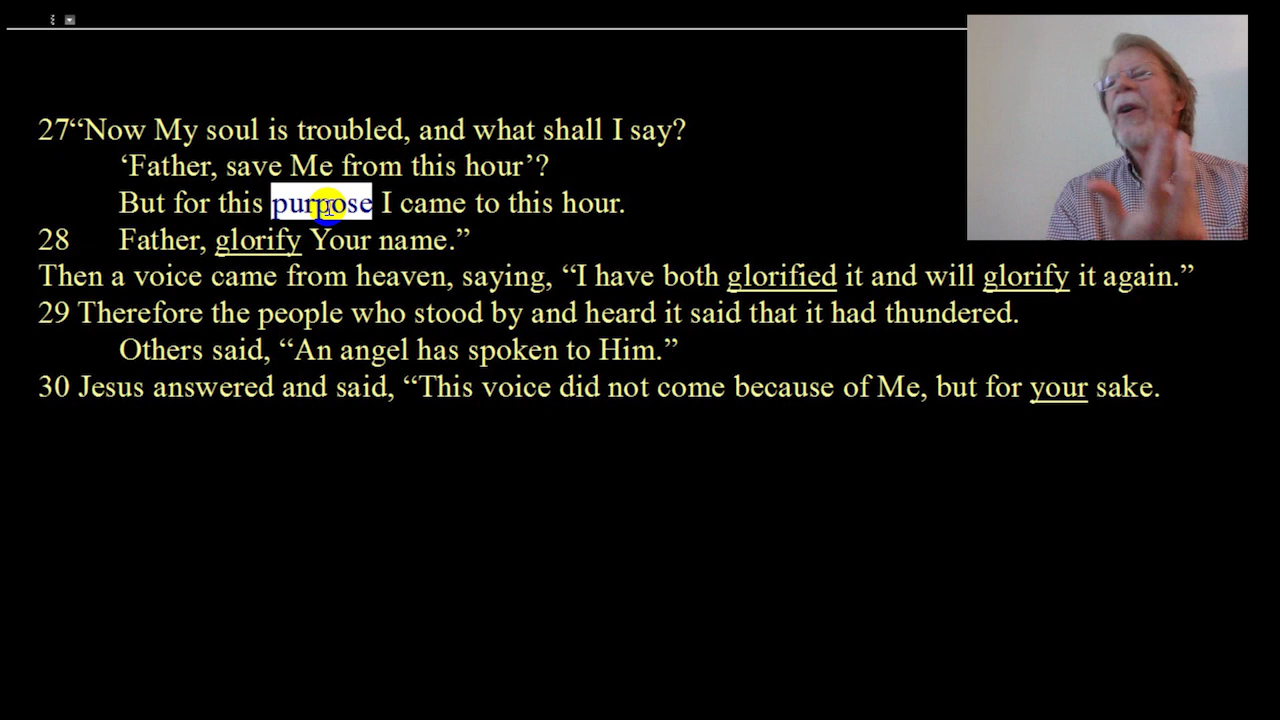 27“Now My soul is troubled, and what shall I say?
‘Father, save Me from this hour’?
But for this purpose I came to this hour.
28 Father, glorify Your name.”
Then a voice came from heaven, saying, “I have both glorified it and will glorify it again.”
29 Therefore the people who stood by and heard it said that it had thundered.
Others said, “An angel has spoken to Him.”
30 Jesus answered and said, “This voice did not come because of Me, but for your sake.